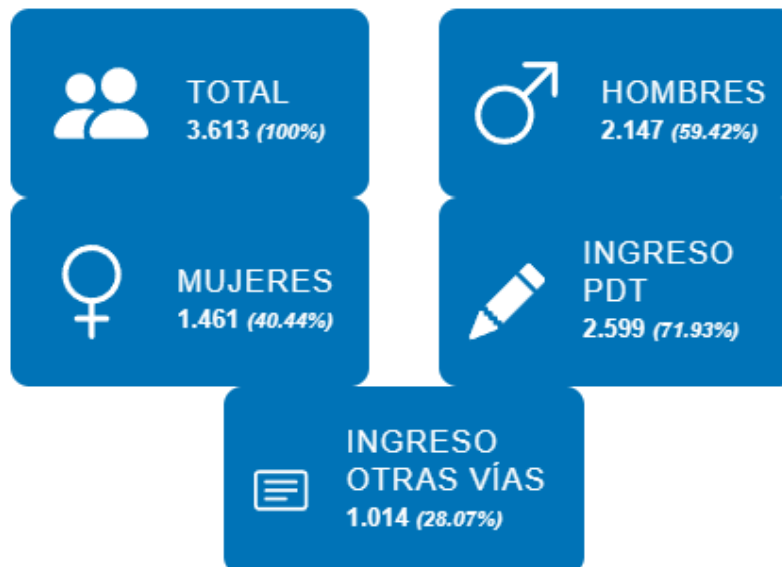 TOTAL
3.613 (100%)
HOMBRES
2.147 (59.42%)
MUJERES
1.461 (40.44%)
INGRESO
PDT
2.599 (71.93%)
INGRESO
OTRAS VÍAS
1.014 (28.07%)